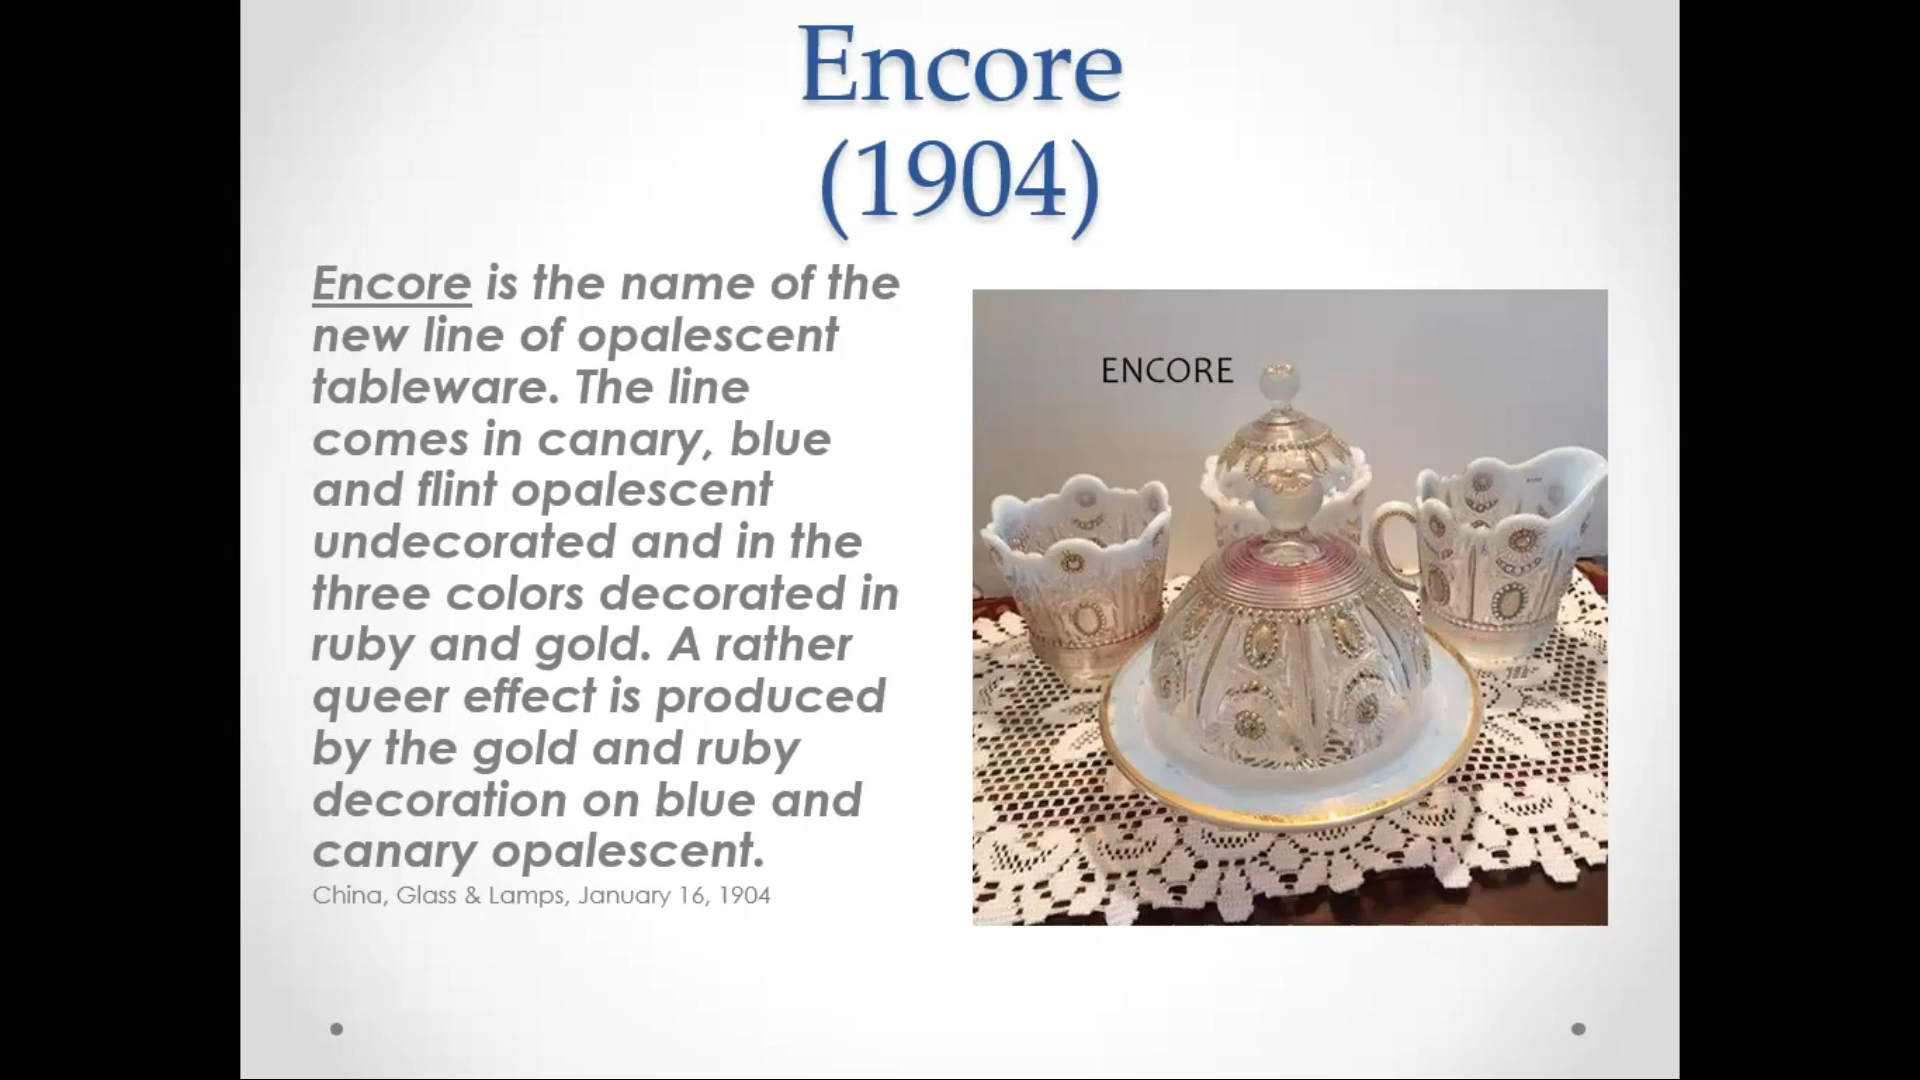 Encore
(1904)
Encore is the name of the
new line of opalescent
tableware. The line
comes in canary, blue
and flint opalescent
undecorated and in the
three colors decorated in
ruby and gold. A rather
queer effect is produced
by the gold and ruby
decoration on blue and
canary opalescent.
China, Glass & Lamps, January 16, 1904
ENCORE